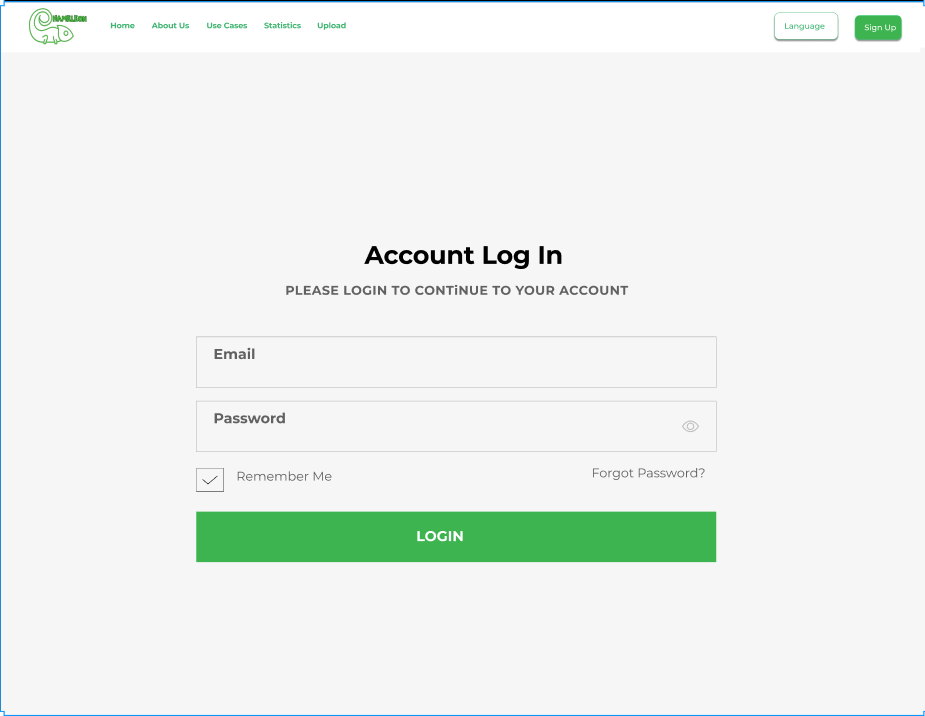 CHAMELEON
Home About Us Use Cases Statistics Upload Language Sign Up
Account Log In
PLEASE LOGIN TO CONTiNUE TO YOUR ACCOUNT
Email
Password
Remember Me Forgot Password?
LOGIN